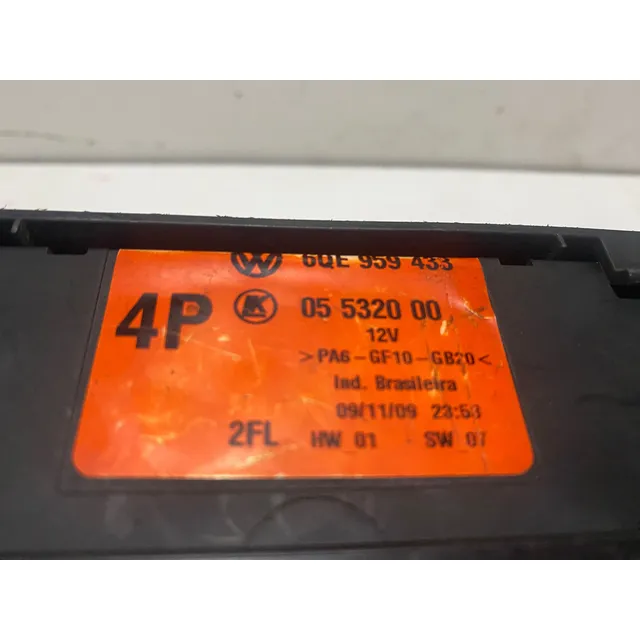 6QE 959 433
4P K 05 5320 00
12V
>PA6-GF10-GB20<
Ind. Brasileira
09/11/09 23:53
2FL HW 01 SW 07